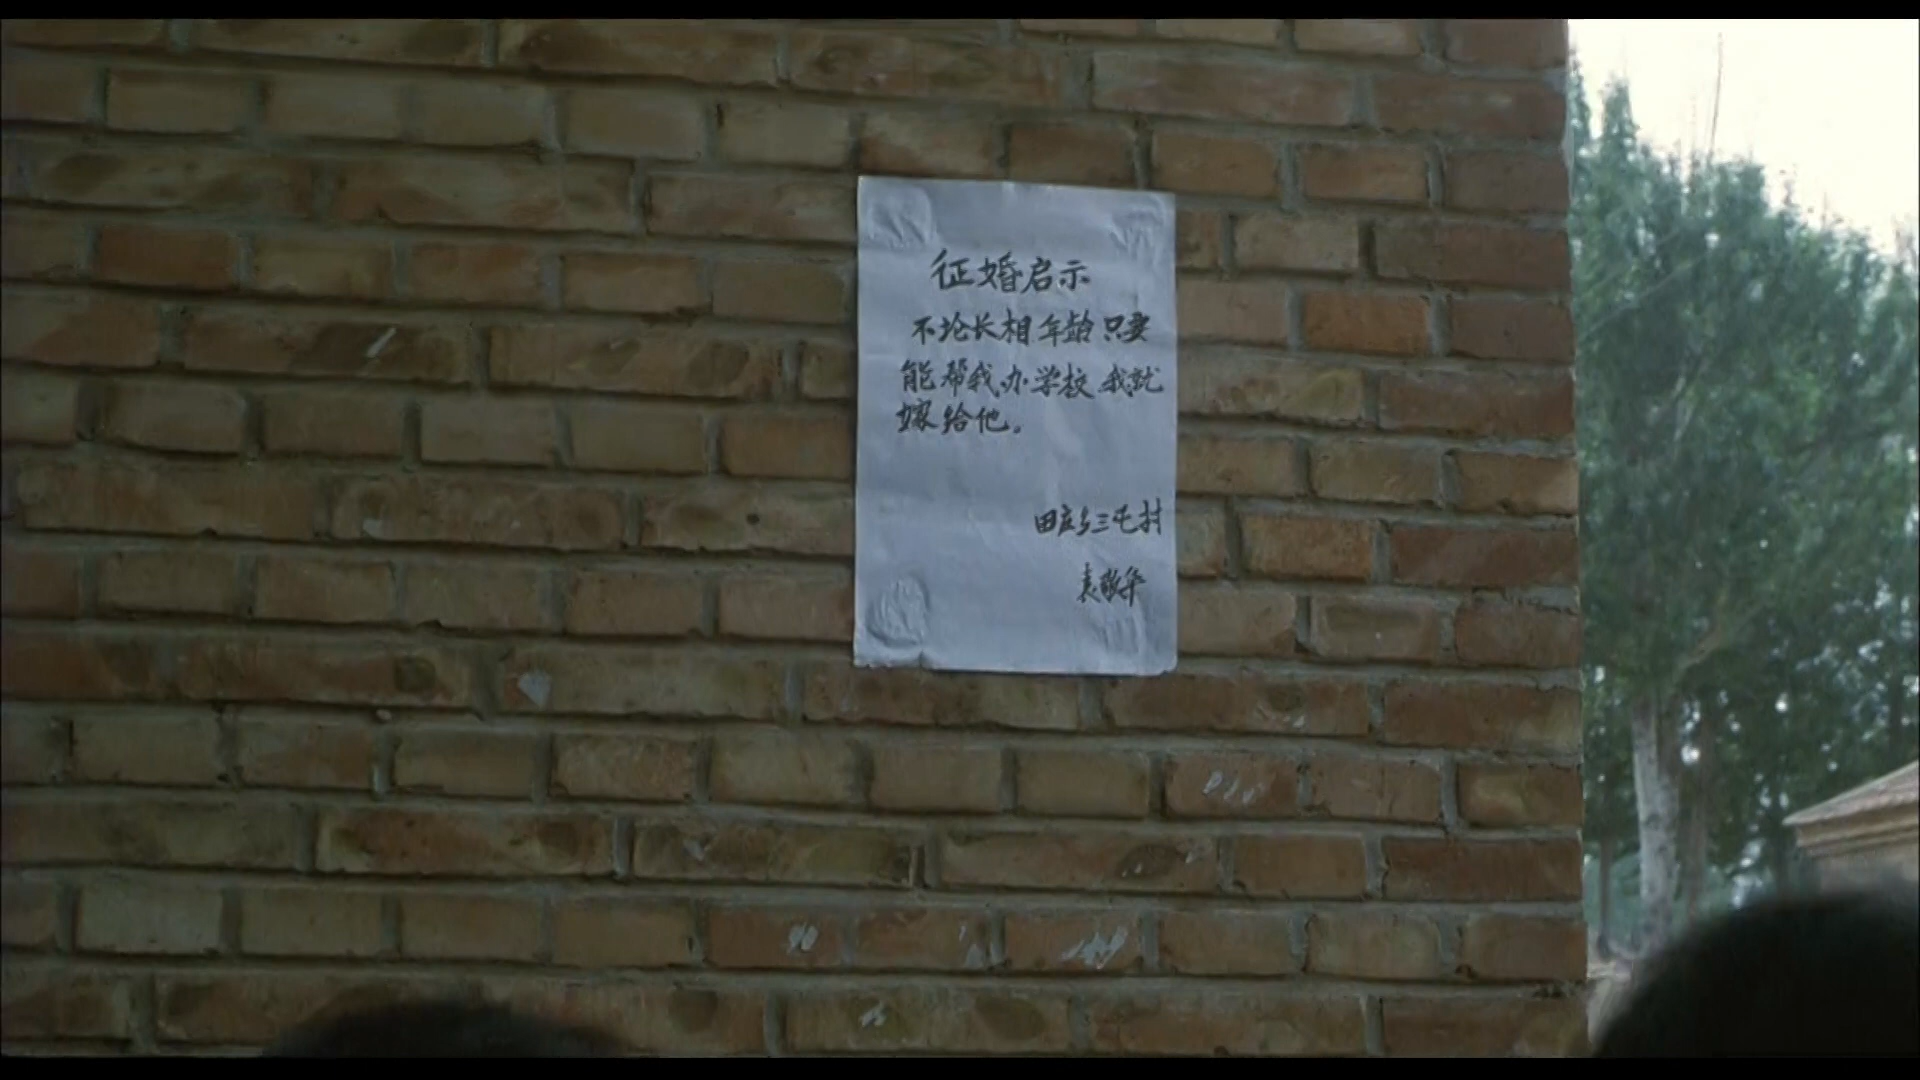 征婚启示
不论长相年龄只要
能帮我办学校我就
嫁给他。
田庄乡三屯村
袁敬华